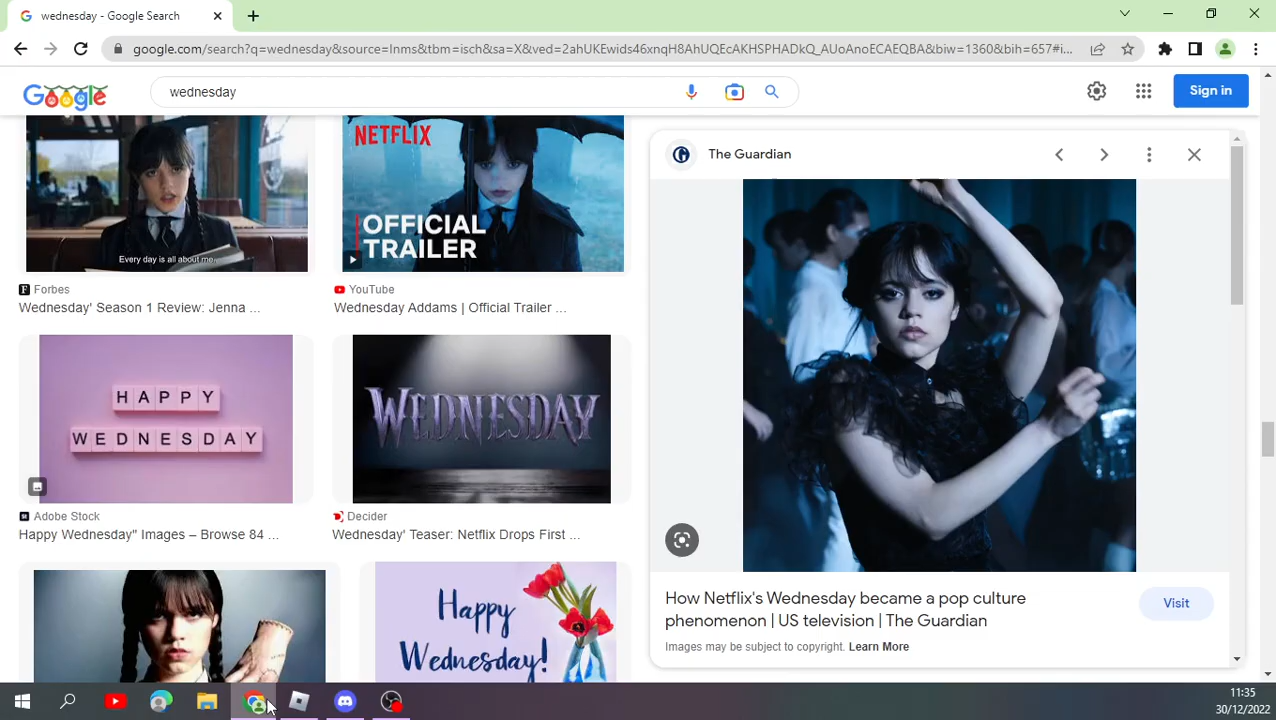 wednesday - Google Search
google.com/search?q=wednesday&source=lnms&tbm=isch&sa=X&ved=2ahUKEwids46xnqH8AhUQEcAKHSPHADkQ_AUoAnoECAEQBA&biw=1360&bih=657#i...
Google
wednesday
Sign in
Every day is all about me.
Forbes
Wednesday' Season 1 Review: Jenna ...
NETFLIX
OFFICIAL
TRAILER
YouTube
Wednesday Addams | Official Trailer ...
HAPPY
WEDNESDAY
Adobe Stock
Happy Wednesday" Images – Browse 84 ...
WEDNESDAY
Decider
Wednesday' Teaser: Netflix Drops First ...
Happy
Wednesday!
The Guardian
How Netflix's Wednesday became a pop culture
phenomenon | US television | The Guardian
Visit
Images may be subject to copyright. Learn More
11:35
30/12/2022